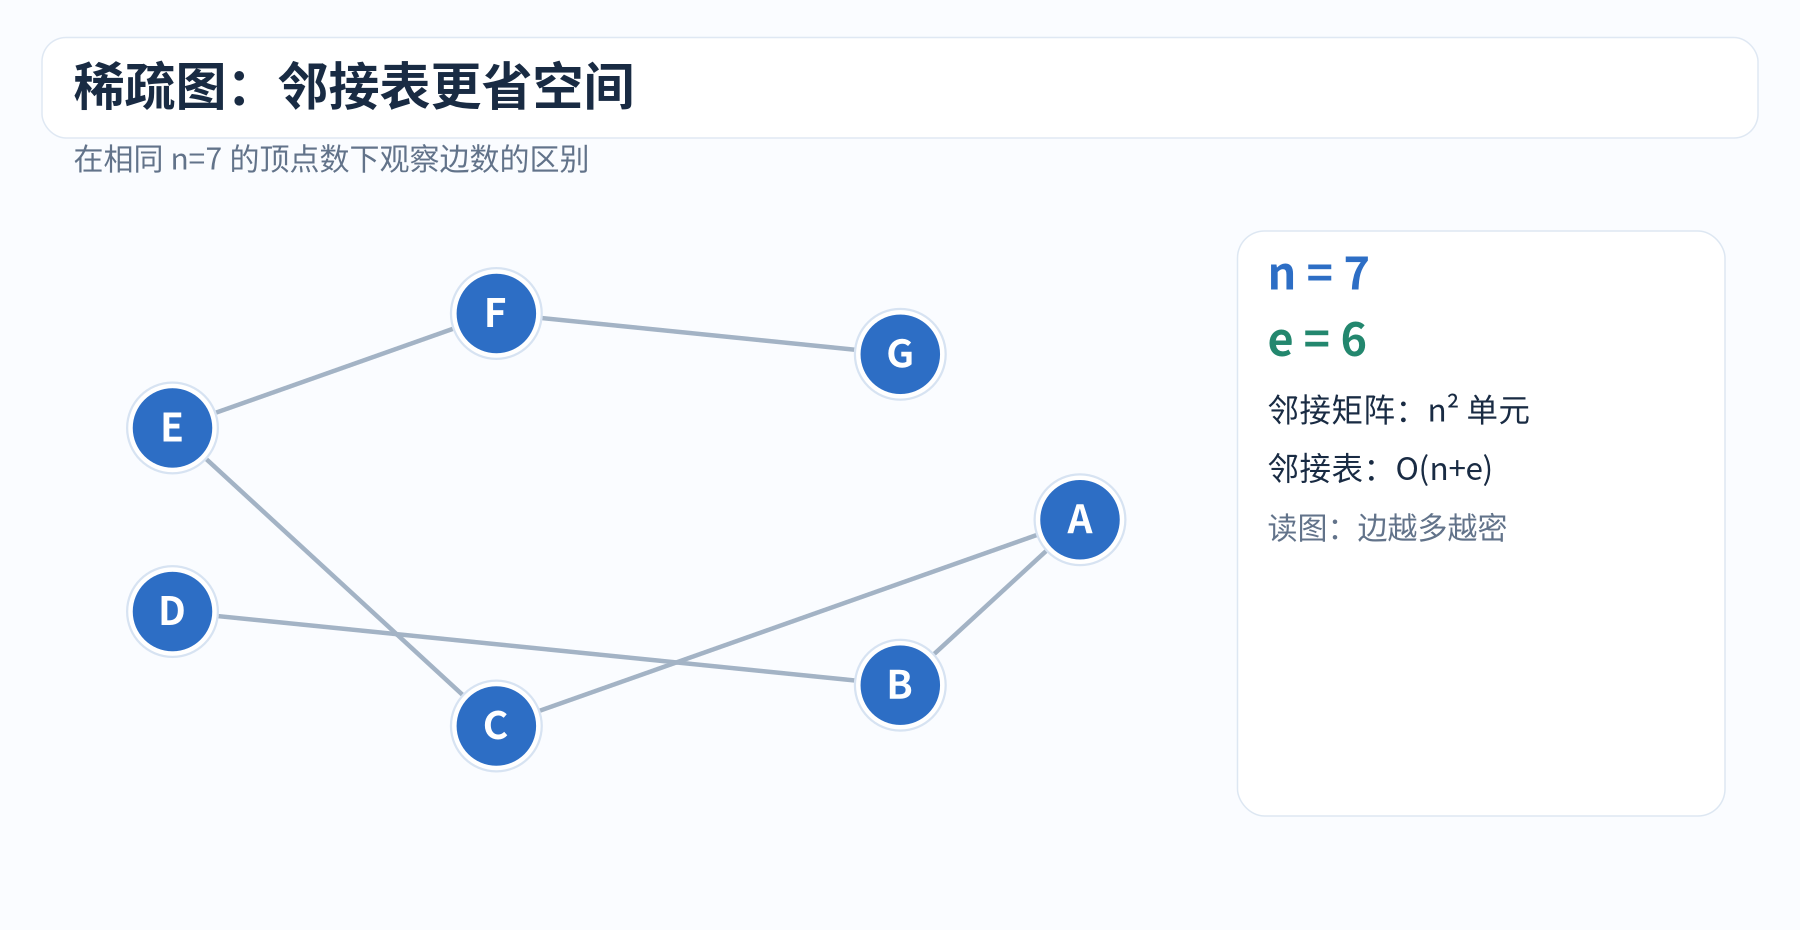 稀疏图：邻接表更省空间
在相同 n=7 的顶点数下观察边数的区别
F
G
E
A
D
B
C
n = 7
e = 6
邻接矩阵：n² 单元
邻接表：O(n+e)
读图：边越多越密